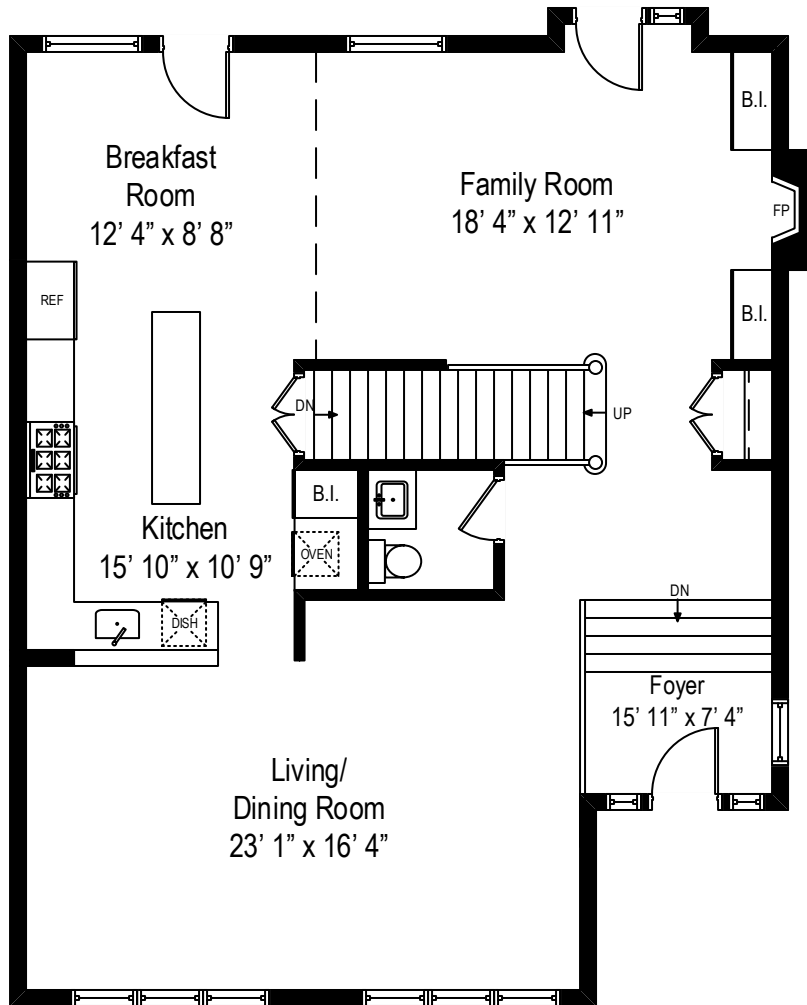 B.I.
Breakfast
Room
12’ 4” x 8’ 8”
Family Room
18’ 4” x 12’ 11”
FP
REF
B.I.
DN
UP
B.I.
Kitchen
15’ 10” x 10’ 9”
OVEN
DISH
DN
Foyer
15’ 11” x 7’ 4”
Living/
Dining Room
23’ 1” x 16’ 4”